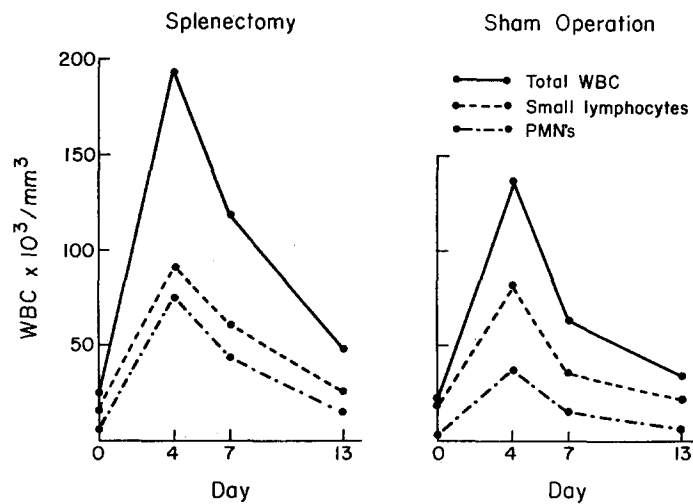 Splenectomy
Sham Operation
Total WBC
Small lymphocytes
PMN's
WBC x 10³/mm³
200
150
100
50
0
4
7
13
0
4
7
13
Day
Day